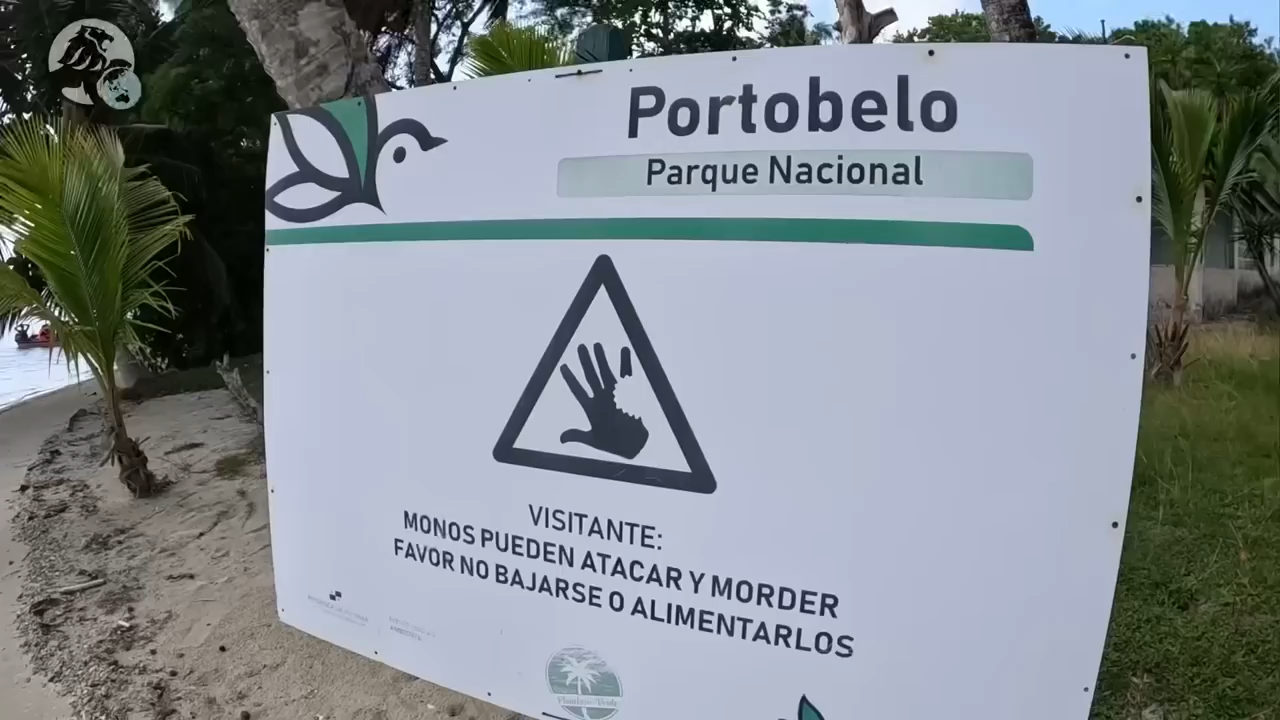 Portobelo
Parque Nacional
VISITANTE:
MONOS PUEDEN ATACAR Y MORDER
FAVOR NO BAJARSE O ALIMENTARLOS